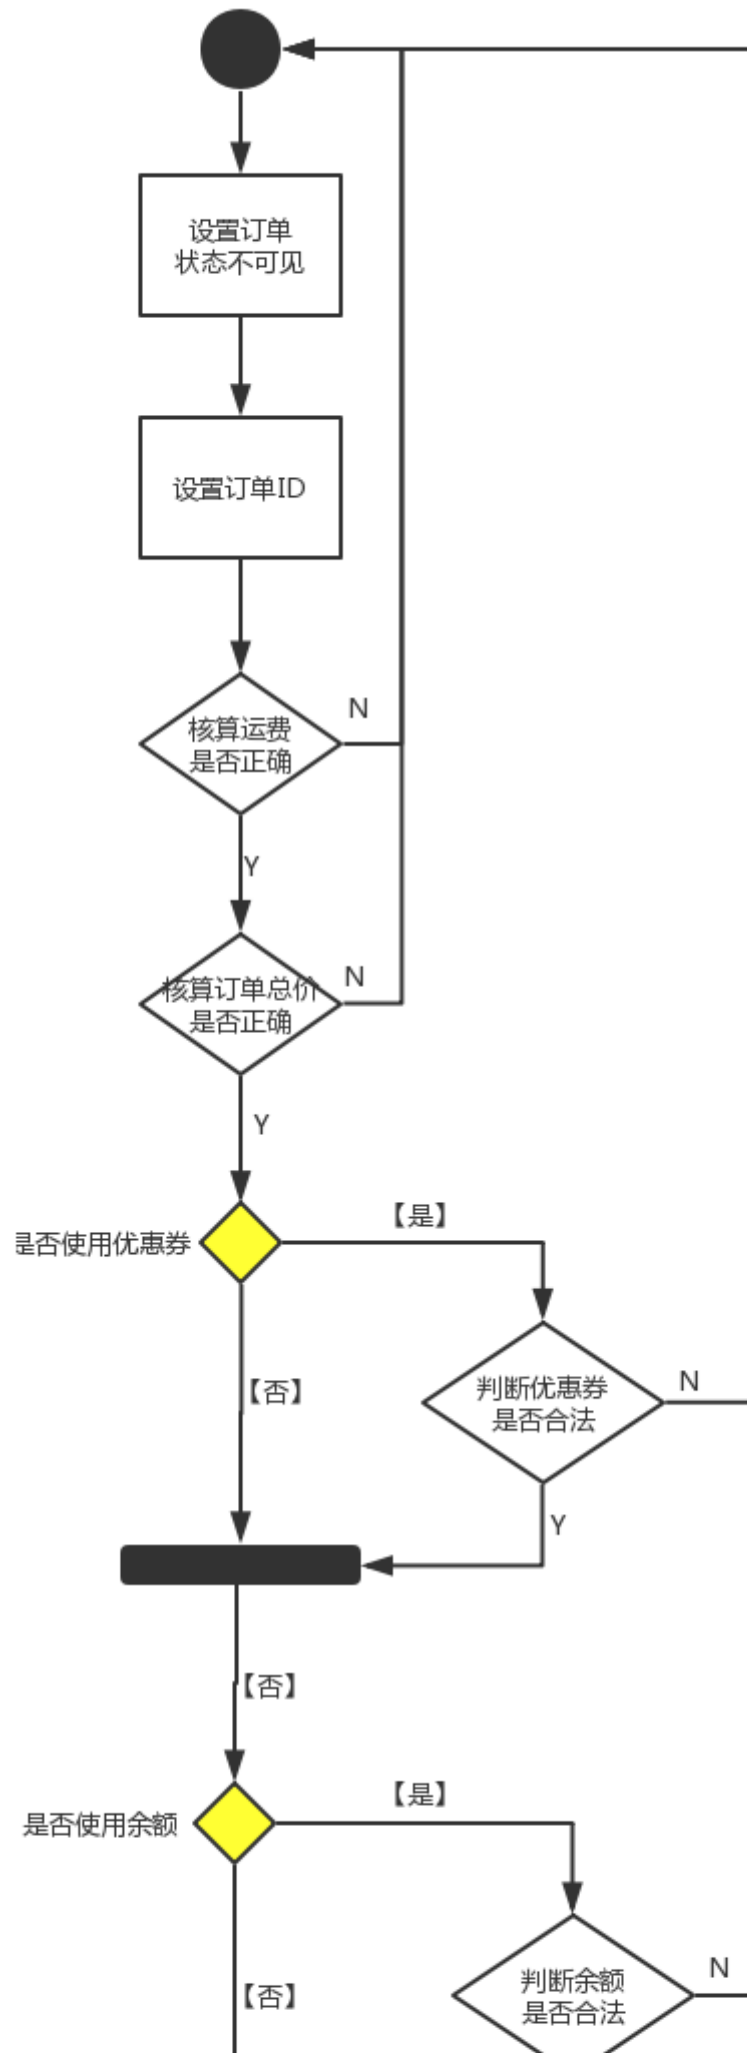 设置订单
状态不可见
设置订单ID
N
核算运费
是否正确
Y
N
核算订单总价
是否正确
Y
【是】
是否使用优惠券
N
判断优惠券
是否合法
【否】
Y
【否】
【是】
是否使用余额
N
判断余额
是否合法
【否】